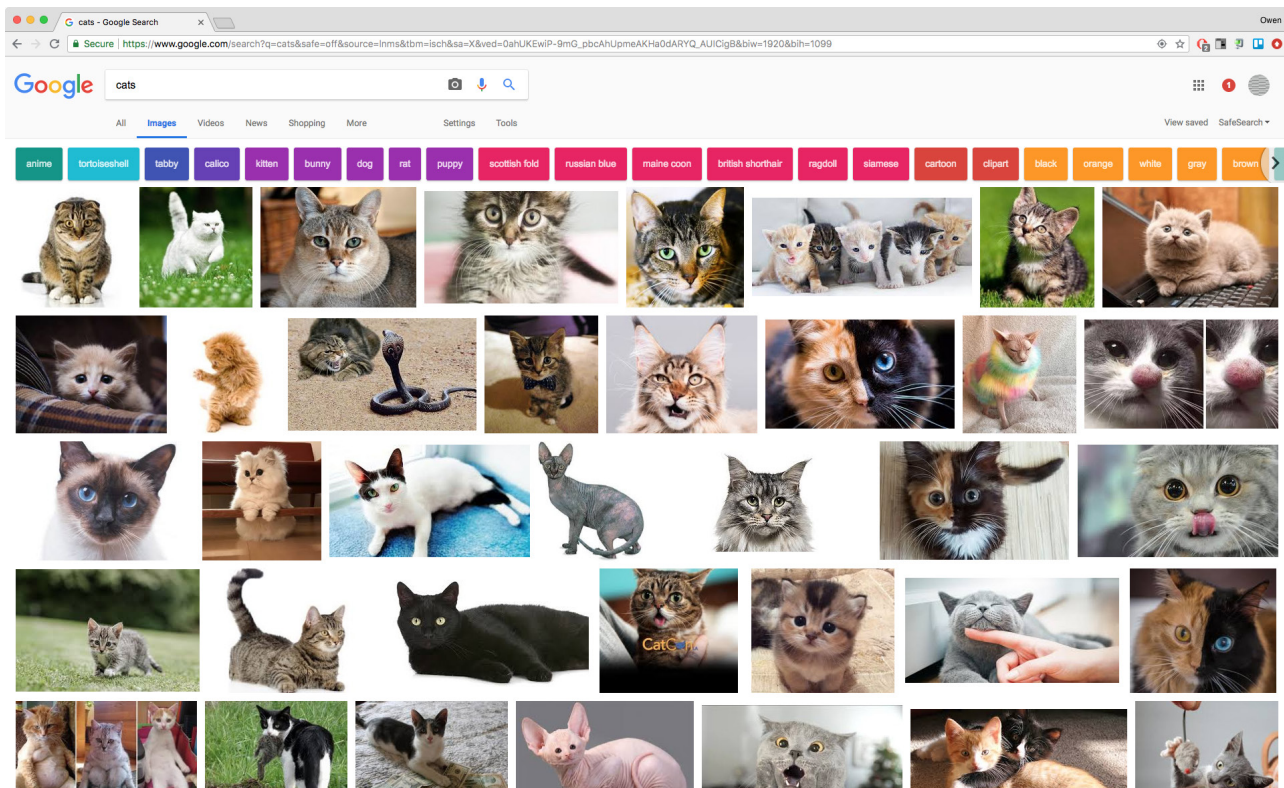 cats - Google Search
Owen
Secure https://www.google.com/search?q=cats&safe=off&source=lnms&tbm=isch&sa=X&ved=0ahUKEwiP-9mG_pbcAhUpmeAKHa0dARYQ_AUICigB&biw=1920&bih=1099
2
Google cats
1
All Images Videos News Shopping More Settings Tools View saved SafeSearch
anime tortoiseshell tabby calico kitten bunny dog rat puppy scottish fold russian blue maine coon british shorthair ragdoll siamese cartoon clipart black orange white gray brown
CatCon